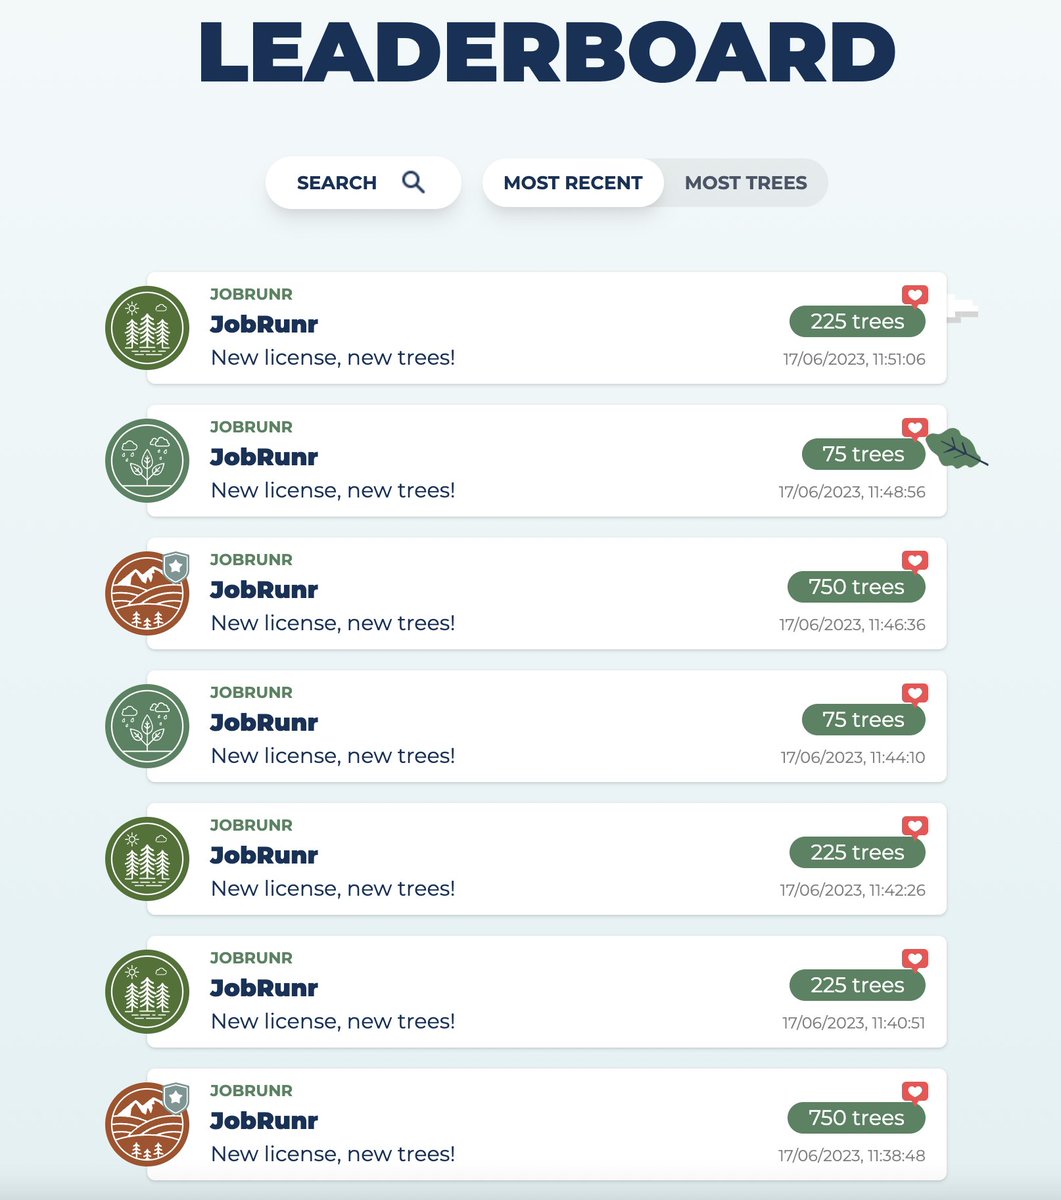 LEADERBOARD
SEARCH
MOST RECENT
MOST TREES
JOBRUNR
JobRunr
New license, new trees!
225 trees
17/06/2023, 11:51:06
JOBRUNR
JobRunr
New license, new trees!
75 trees
17/06/2023, 11:48:56
JOBRUNR
JobRunr
New license, new trees!
750 trees
17/06/2023, 11:46:36
JOBRUNR
JobRunr
New license, new trees!
75 trees
17/06/2023, 11:44:10
JOBRUNR
JobRunr
New license, new trees!
225 trees
17/06/2023, 11:42:26
JOBRUNR
JobRunr
New license, new trees!
225 trees
17/06/2023, 11:40:51
JOBRUNR
JobRunr
New license, new trees!
750 trees
17/06/2023, 11:38:48